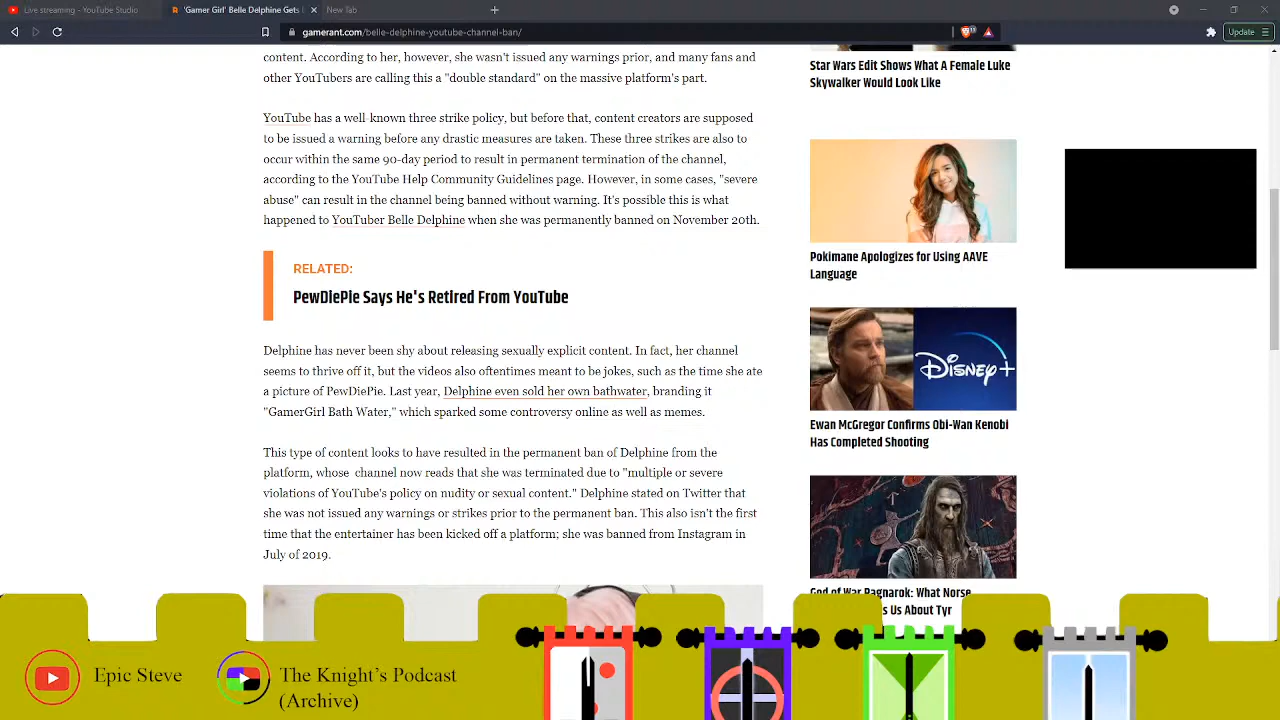 Live streaming - YouTube Studio
'Gamer Girl' Belle Delphine Gets
New Tab
gamerant.com/belle-delphine-youtube-channel-ban/
Update
content. According to her, however, she wasn't issued any warnings prior, and many fans and
other YouTubers are calling this a "double standard" on the massive platform's part.
YouTube has a well-known three strike policy, but before that, content creators are supposed
to be issued a warning before any drastic measures are taken. These three strikes are also to
occur within the same 90-day period to result in permanent termination of the channel,
according to the YouTube Help Community Guidelines page. However, in some cases, "severe
abuse" can result in the channel being banned without warning. It's possible this is what
happened to YouTuber Belle Delphine when she was permanently banned on November 20th.
RELATED:
PewDiePie Says He's Retired From YouTube
Delphine has never been shy about releasing sexually explicit content. In fact, her channel
seems to thrive off it, but the videos also oftentimes meant to be jokes, such as the time she ate
a picture of PewDiePie. Last year, Delphine even sold her own bathwater, branding it
"GamerGirl Bath Water," which sparked some controversy online as well as memes.
This type of content looks to have resulted in the permanent ban of Delphine from the
platform, whose channel now reads that she was terminated due to "multiple or severe
violations of YouTube's policy on nudity or sexual content." Delphine stated on Twitter that
she was not issued any warnings or strikes prior to the permanent ban. This also isn't the first
time that the entertainer has been kicked off a platform; she was banned from Instagram in
July of 2019.
Star Wars Edit Shows What A Female Luke
Skywalker Would Look Like
Pokimane Apologizes for Using AAVE
Language
Disney+
Ewan McGregor Confirms Obi-Wan Kenobi
Has Completed Shooting
God of War Ragnarok: What Norse
s Us About Tyr
Epic Steve
The Knight's Podcast
(Archive)